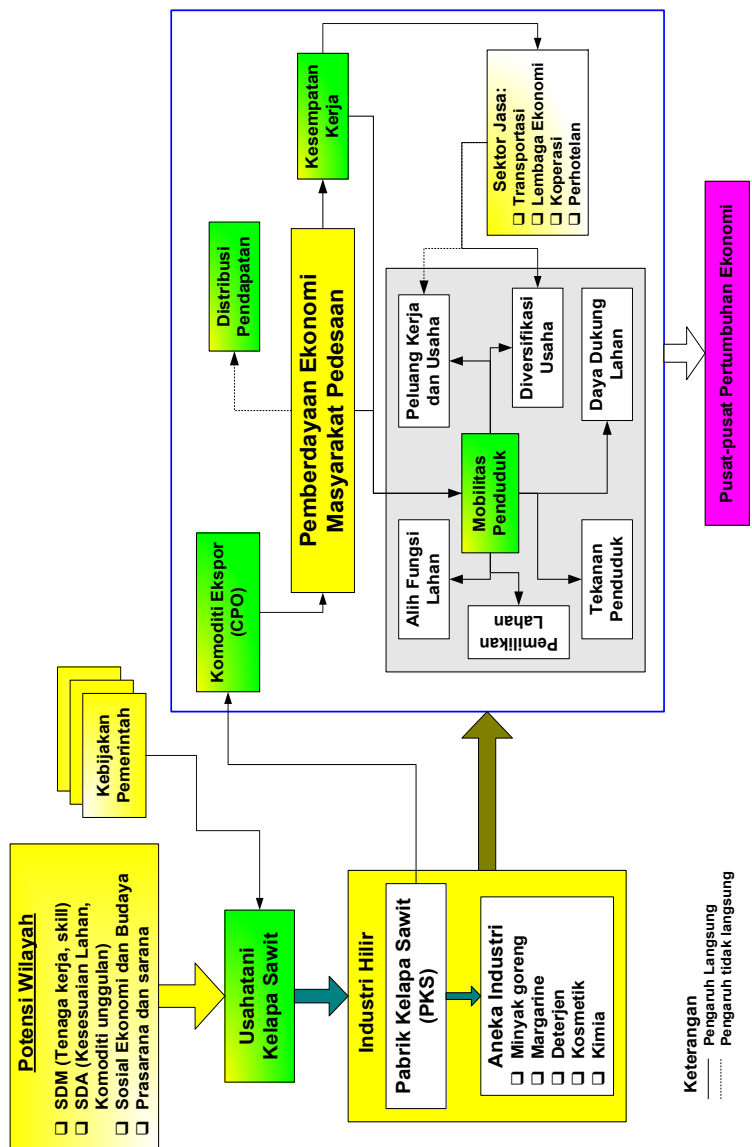 Potensi Wilayah
❑ SDM (Tenaga kerja, skill)
❑ SDA (Kesesuaian Lahan,
Komoditi unggulan)
❑ Sosial Ekonomi dan Budaya
❑ Prasarana dan sarana
Kebijakan
Pemerintah
Usahatani
Kelapa Sawit
Industri Hilir
Pabrik Kelapa Sawit
(PKS)
Aneka Industri
❑ Minyak goreng
❑ Margarine
❑ Deterjen
❑ Kosmetik
❑ Kimia
Komoditi Ekspor
(CPO)
Distribusi
Pendapatan
Pemberdayaan Ekonomi
Masyarakat Pedesaan
Kesempatan
Kerja
Alih Fungsi
Lahan
Pemilikan
Lahan
Tekanan
Penduduk
Mobilitas
Penduduk
Peluang Kerja
dan Usaha
Diversifikasi
Usaha
Daya Dukung
Lahan
Sektor Jasa:
❑ Transportasi
❑ Lembaga Ekonomi
❑ Koperasi
❑ Perhotelan
Pusat-pusat Pertumbuhan Ekonomi
Keterangan
Pengaruh Langsung
Pengaruh tidak langsung